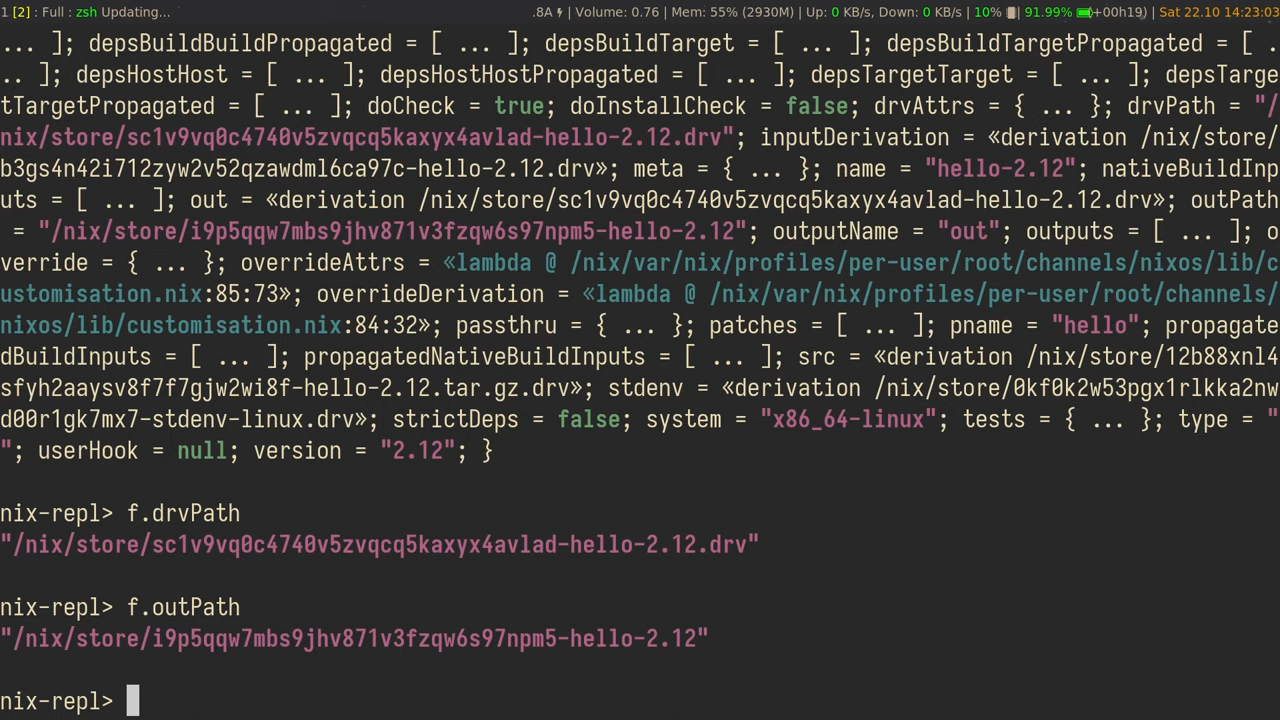 1 [2] : Full : zsh Updating... .8A | Volume: 0.76 | Mem: 55% (2930M) | Up: 0 KB/s, Down: 0 KB/s | 10% | 91.99% (+00h19) | Sat 22.10 14:23:03
... ]; depsBuildBuildPropagated = [ ... ]; depsBuildTarget = [ ... ]; depsBuildTargetPropagated = [ .
.. ]; depsHostHost = [ ... ]; depsHostHostPropagated = [ ... ]; depsTargetTarget = [ ... ]; depsTarge
tTargetPropagated = [ ... ]; doCheck = true; doInstallCheck = false; drvAttrs = { ... }; drvPath = "/
nix/store/sc1v9vq0c4740v5zvqcq5kaxyx4avlad-hello-2.12.drv"; inputDerivation = «derivation /nix/store/
b3gs4n42i712zyw2v52qzawdml6ca97c-hello-2.12.drv»; meta = { ... }; name = "hello-2.12"; nativeBuildInp
uts = [ ... ]; out = «derivation /nix/store/sc1v9vq0c4740v5zvqcq5kaxyx4avlad-hello-2.12.drv»; outPath
 = "/nix/store/i9p5qqw7mbs9jhv871v3fzqw6s97npm5-hello-2.12"; outputName = "out"; outputs = [ ... ]; o
verride = { ... }; overrideAttrs = «lambda @ /nix/var/nix/profiles/per-user/root/channels/nixos/lib/c
ustomisation.nix:85:73»; overrideDerivation = «lambda @ /nix/var/nix/profiles/per-user/root/channels/
nixos/lib/customisation.nix:84:32»; passthru = { ... }; patches = [ ... ]; pname = "hello"; propagate
dBuildInputs = [ ... ]; propagatedNativeBuildInputs = [ ... ]; src = «derivation /nix/store/12b88xnl4
sfyh2aaysv8f7f7gjw2wi8f-hello-2.12.tar.gz.drv»; stdenv = «derivation /nix/store/0kf0k2w53pgx1rlkka2nw
d00r1gk7mx7-stdenv-linux.drv»; strictDeps = false; system = "x86_64-linux"; tests = { ... }; type = "
"; userHook = null; version = "2.12"; }
nix-repl> f.drvPath
"/nix/store/sc1v9vq0c4740v5zvqcq5kaxyx4avlad-hello-2.12.drv"
nix-repl> f.outPath
"/nix/store/i9p5qqw7mbs9jhv871v3fzqw6s97npm5-hello-2.12"
nix-repl>